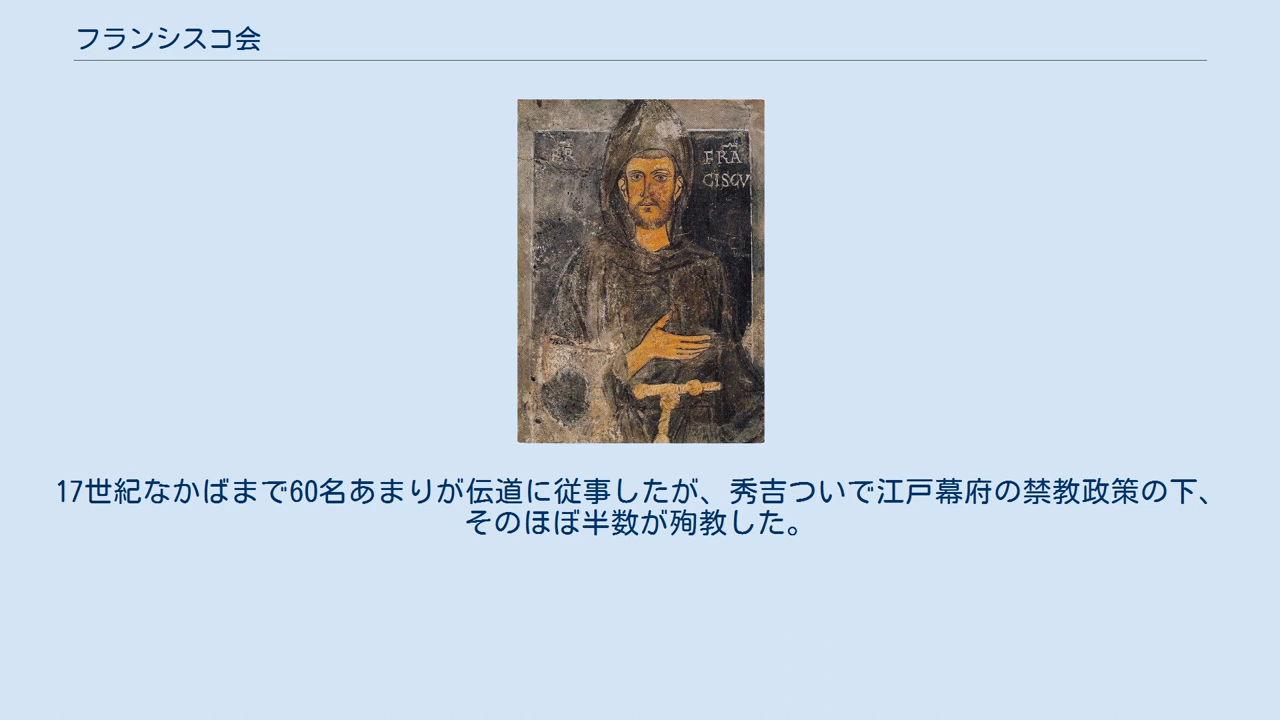 フランシスコ会
FR
FRA
CISCV
17世紀なかばまで60名あまりが伝道に従事したが、秀吉ついで江戸幕府の禁教政策の下、
そのほぼ半数が殉教した。